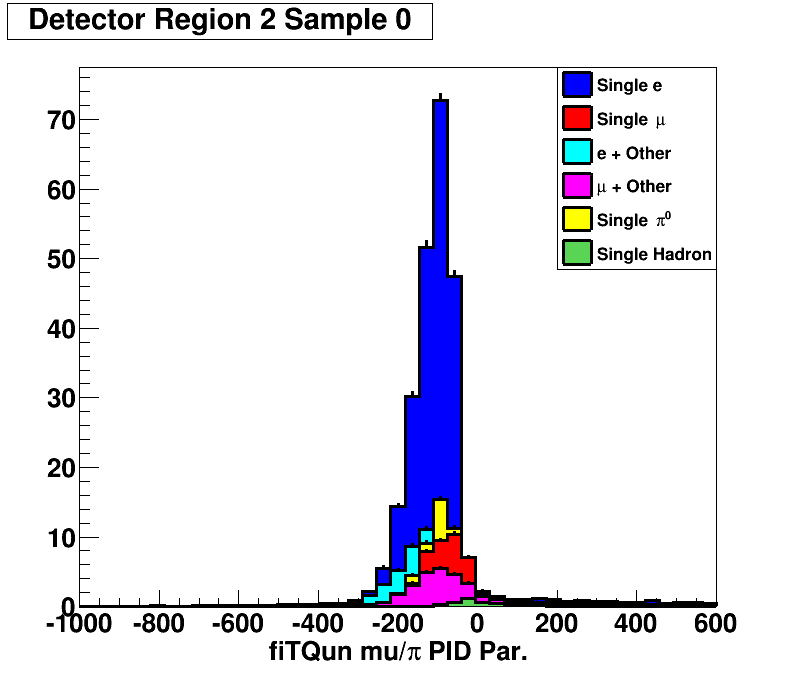 Detector Region 2 Sample 0
Single e
Single μ
e + Other
μ + Other
Single π⁰
Single Hadron
70
60
50
40
30
20
10
0
-1000 -800 -600 -400 -200 0 200 400 600
fiTQun mu/π PID Par.